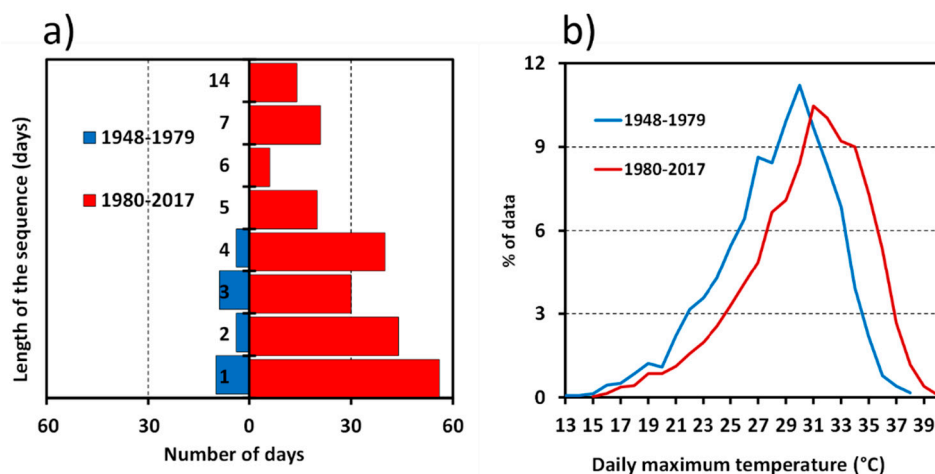 a)
Length of the sequence (days)
14
7
6
5
4
3
2
1
1948-1979
1980-2017
60 30 0 30 60
Number of days
b)
% of data
12
9
6
3
0
1948-1979
1980-2017
13 15 17 19 21 23 25 27 29 31 33 35 37 39
Daily maximum temperature (°C)